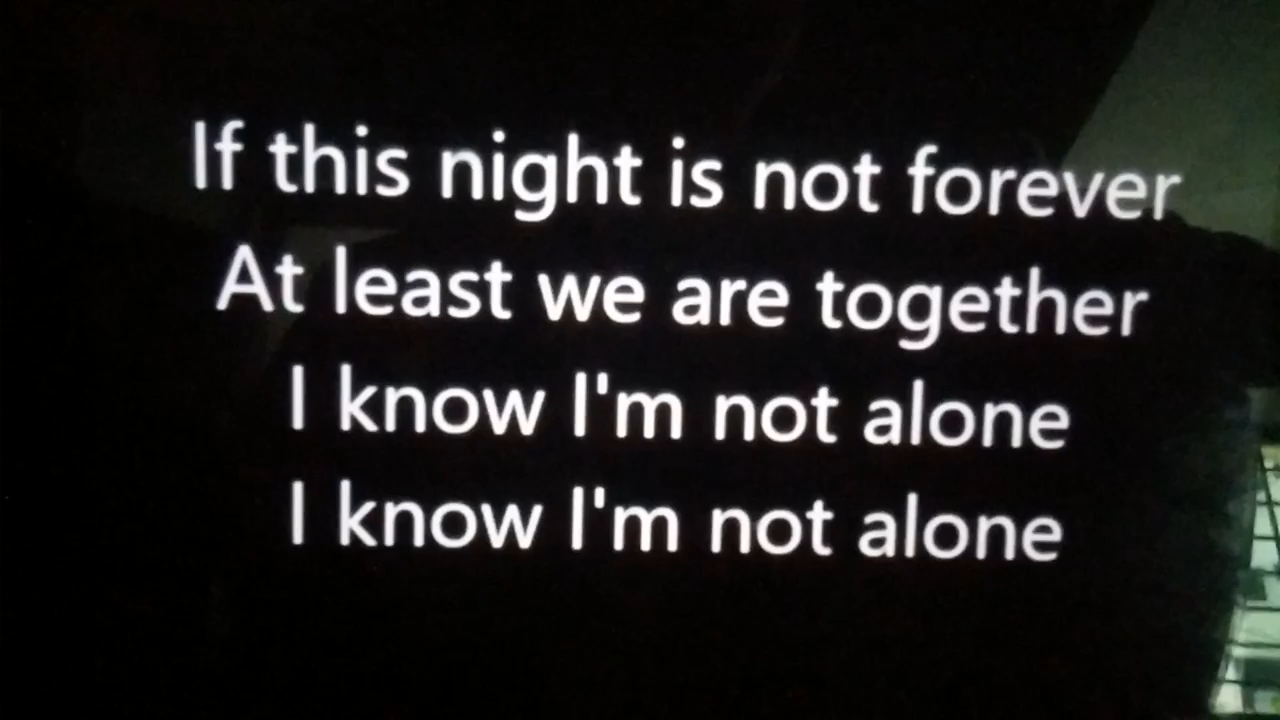 If this night is not forever
At least we are together
I know I'm not alone
I know I'm not alone